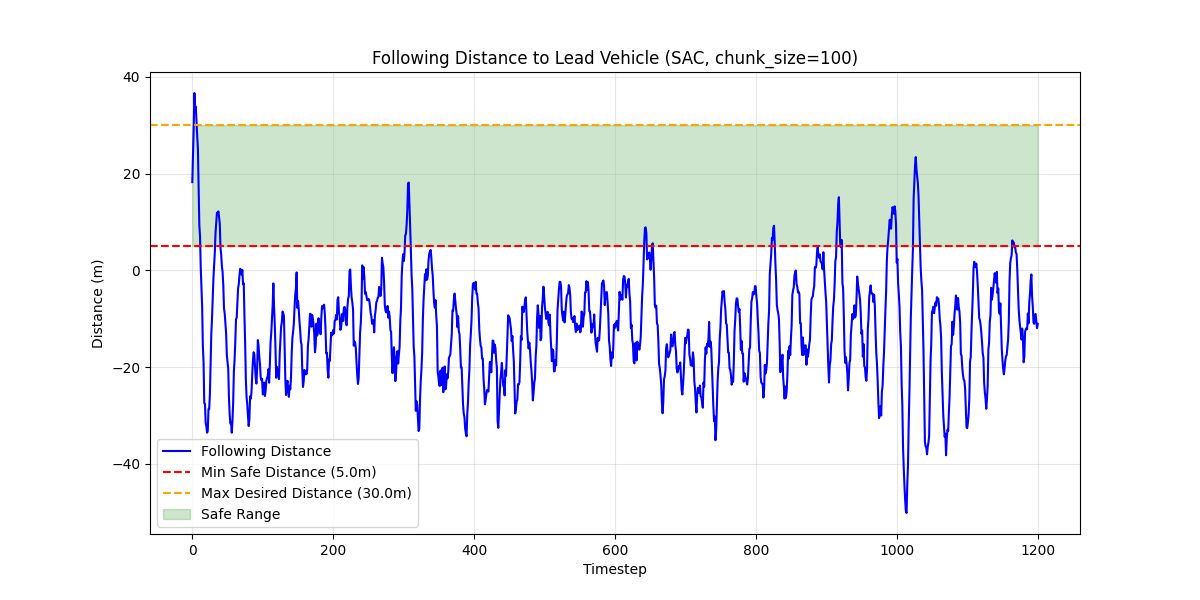 Following Distance to Lead Vehicle (SAC, chunk_size=100)
40
20
0
−20
−40
Distance (m)
Following Distance
Min Safe Distance (5.0m)
Max Desired Distance (30.0m)
Safe Range
0 200 400 600 800 1000 1200
Timestep